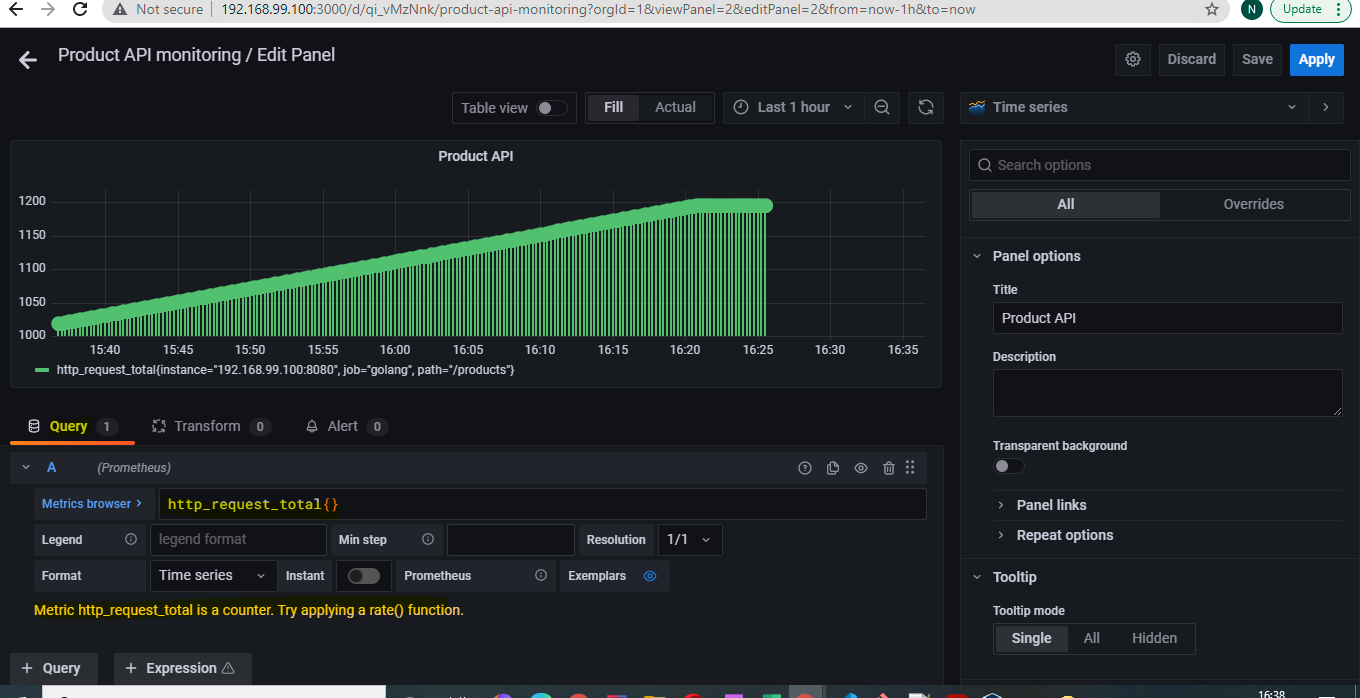 Not secure | 192.168.99.100:3000/d/qi_vMzNnk/product-api-monitoring?orgId=1&viewPanel=2&editPanel=2&from=now-1h&to=now
N
Update
Product API monitoring / Edit Panel
Discard
Save
Apply
Table view
Fill
Actual
Last 1 hour
Time series
Product API
1200
1150
1100
1050
1000
15:40 15:45 15:50 15:55 16:00 16:05 16:10 16:15 16:20 16:25 16:30 16:35
http_request_total{instance="192.168.99.100:8080", job="golang", path="/products"}
Search options
All
Overrides
Panel options
Title
Product API
Description
Transparent background
Panel links
Repeat options
Tooltip
Tooltip mode
Single
All
Hidden
Query 1
Transform 0
Alert 0
A (Prometheus)
Metrics browser >
http_request_total{}
Legend
legend format
Min step
Resolution
1/1
Format
Time series
Instant
Prometheus
Exemplars
Metric http_request_total is a counter. Try applying a rate() function.
+ Query
+ Expression
16:38